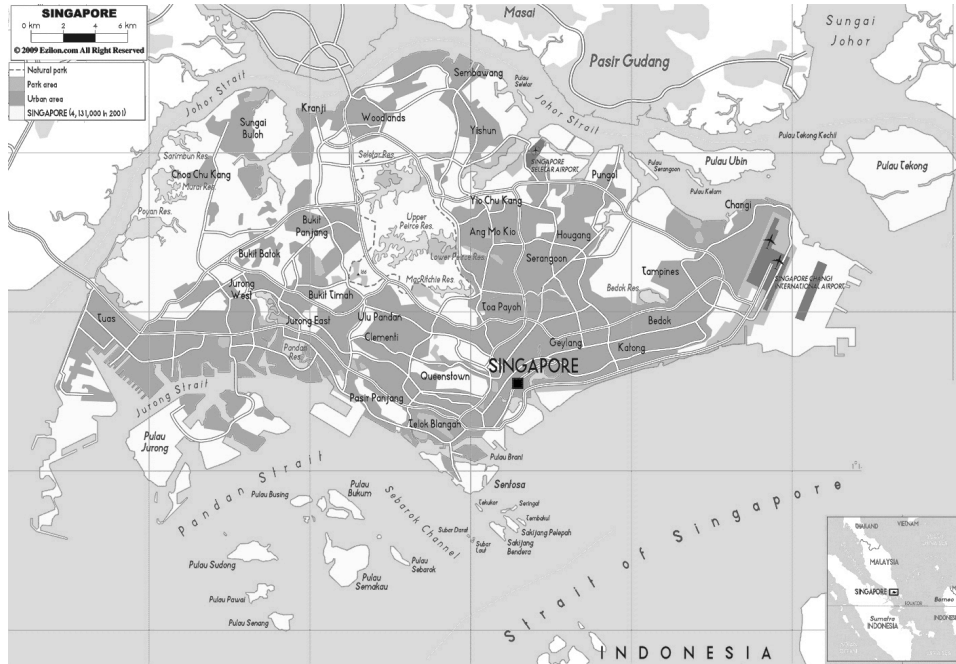 SINGAPORE
0 km 2 4 6 km
© 2009 Ezilon.com All Right Reserved
Natural park
Park area
Urban area
SINGAPORE (4,131,000 in 2001)
Masai
Sungai
Johor
Pasir Gudang
Johor Strait
Sembawang
Pulau
Seletar
Johor Strait
Kranji
Woodlands
Sungai
Buloh
Yishun
Pulau Tekong Kechil
Sarimbun Res.
Seletar Res.
SINGAPORE
SELETAR AIRPORT
Pulau Ubin
Pulau Tekong
Choa Chu Kang
Murai Res.
Pungol
Pulau
Serangoon
Pulau Kelam
Poyan Res.
Yio Chu Kang
Changi
Bukit
Panjang
Upper
Peirce Res.
Ang Mo Kio
Hougang
Bukit Batok
Lower Peirce Res.
Serangoon
Tampines
SINGAPORE CHANGI
INTERNATIONAL AIRPORT
Jurong
West
MacRitchie Res.
Bedok Res.
Bukit Timah
Toa Payoh
Tuas
Jurong East
Ulu Pandan
Bedok
Clementi
Geylang
Katong
Pandan
Res.
SINGAPORE
Queenstown
Jurong Strait
Pasir Panjang
Telok Blangah
Pulau
Jurong
Pulau Brani
Pandan Strait
Sentosa
Pulau
Bukum
Pulau Busing
Sebarok Channel
Tekukor
Seringat
Tembakul
Subar Darat
Sakijang Pelepah
Sakijang
Bendera
Subar
Laut
Strait of Singapore
Pulau Sudong
Pulau
Sebarok
Pulau
Semakau
Pulau Pawai
Pulau Senang
INDONESIA
THAILAND
VIETNAM
MALAYSIA
SINGAPORE
EQUATOR
Borneo
Sumatra
INDONESIA
INDONESI